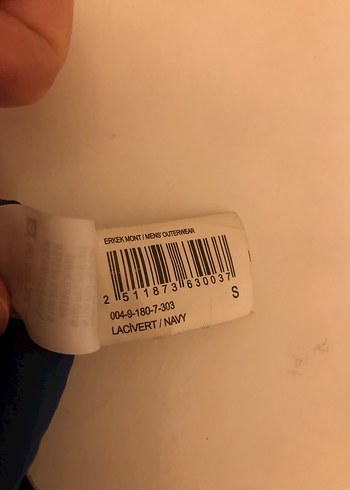 ERKEK MONT / MENS' OUTERWEAR
2 511873 630037
S
004-9-180-7-303
LACİVERT / NAVY